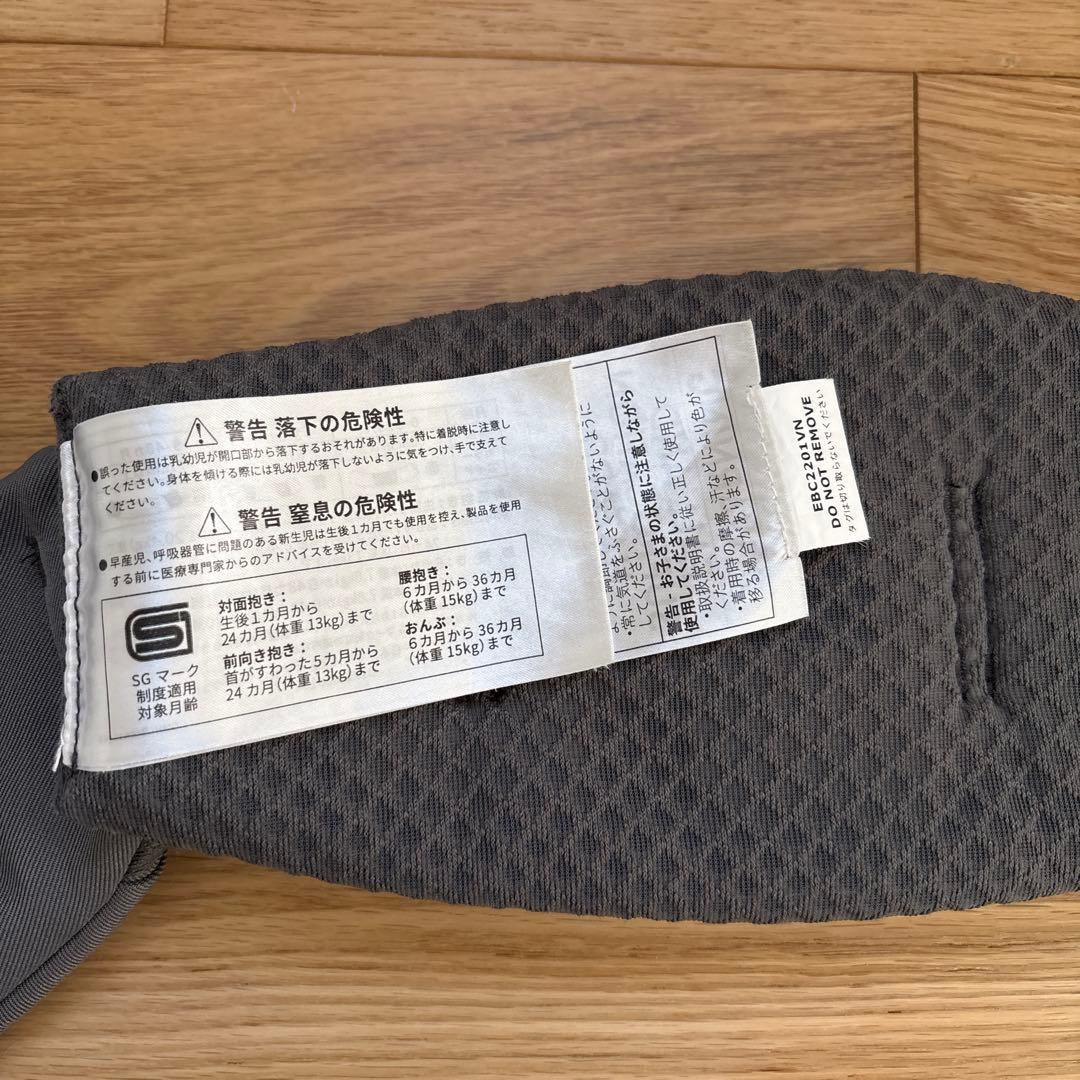 警告 落下の危険性
●誤った使用は乳幼児が開口部から落下するおそれがあります。特に着脱時に注意し
てください。身体を傾ける際には乳幼児が落下しないように気をつけ、手で支えて
ください。
警告 窒息の危険性
●早産児、呼吸器管に問題のある新生児は生後1カ月でも使用を控え、製品を使用
する前に医療専門家からのアドバイスを受けてください。
SG マーク
制度適用
対象月齢
対面抱き：
生後1カ月から
24カ月（体重 13kg）まで
前向き抱き：
首がすわった5カ月から
24カ月（体重 13kg）まで
腰抱き：
6カ月から 36カ月
（体重 15kg）まで
おんぶ：
6カ月から 36カ月
（体重 15kg）まで
・常に気道をふさぐことがないように
してください。
警告 - お子さまの状態に注意しながら
使用してください。
・取扱説明書に従い正しく使用して
ください。
・着用時の摩擦、汗などにより色が
移る場合があります。
EBC2201VN
DO NOT REMOVE
タグは切り取らないでください